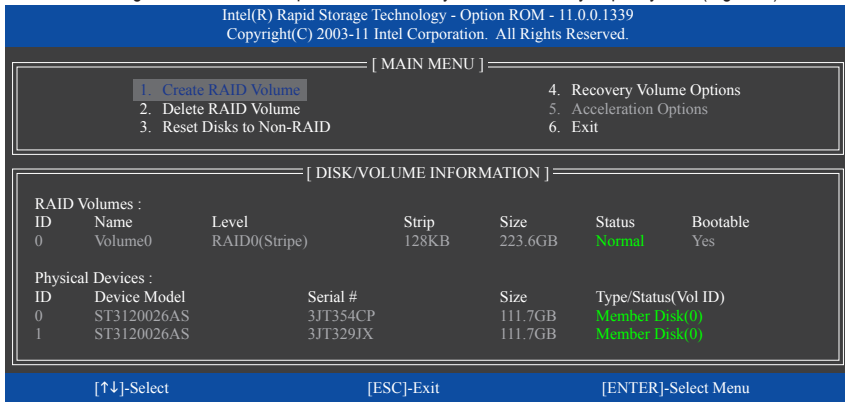 Intel(R) Rapid Storage Technology - Option ROM - 11.0.0.1339
Copyright(C) 2003-11 Intel Corporation. All Rights Reserved.
[ MAIN MENU ]
1. Create RAID Volume 4. Recovery Volume Options
2. Delete RAID Volume 5. Acceleration Options
3. Reset Disks to Non-RAID 6. Exit
[ DISK/VOLUME INFORMATION ]
RAID Volumes :
ID Name Level Strip Size Status Bootable
0 Volume0 RAID0(Stripe) 128KB 223.6GB Normal Yes
Physical Devices :
ID Device Model Serial # Size Type/Status(Vol ID)
0 ST3120026AS 3JT354CP 111.7GB Member Disk(0)
1 ST3120026AS 3JT329JX 111.7GB Member Disk(0)
[↑↓]-Select [ESC]-Exit [ENTER]-Select Menu